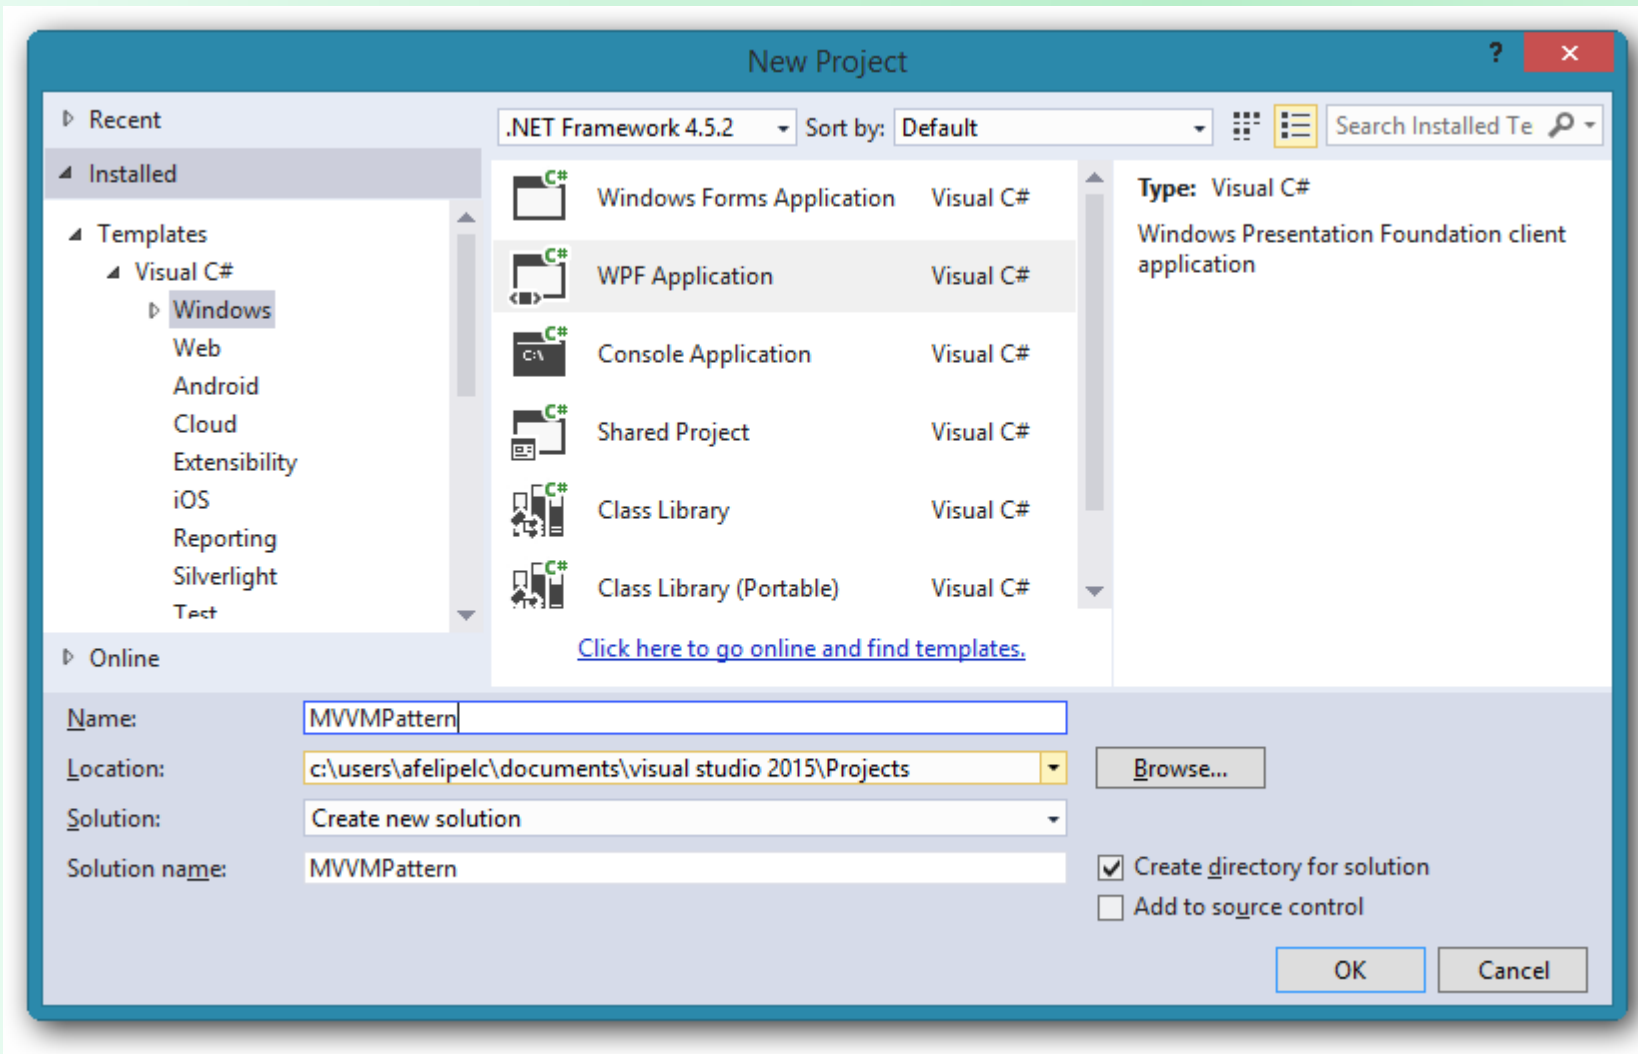 New Project
?
Recent
Installed
Templates
Visual C#
Windows
Web
Android
Cloud
Extensibility
iOS
Reporting
Silverlight
Test
Online
.NET Framework 4.5.2 Sort by: Default Search Installed Te
Windows Forms Application Visual C#
WPF Application Visual C#
Console Application Visual C#
Shared Project Visual C#
Class Library Visual C#
Class Library (Portable) Visual C#
Click here to go online and find templates.
Type: Visual C#
Windows Presentation Foundation client
application
Name: MVVMPattern
Location: c:\users\afelipelc\documents\visual studio 2015\Projects Browse...
Solution: Create new solution
Solution name: MVVMPattern
Create directory for solution
Add to source control
OK Cancel